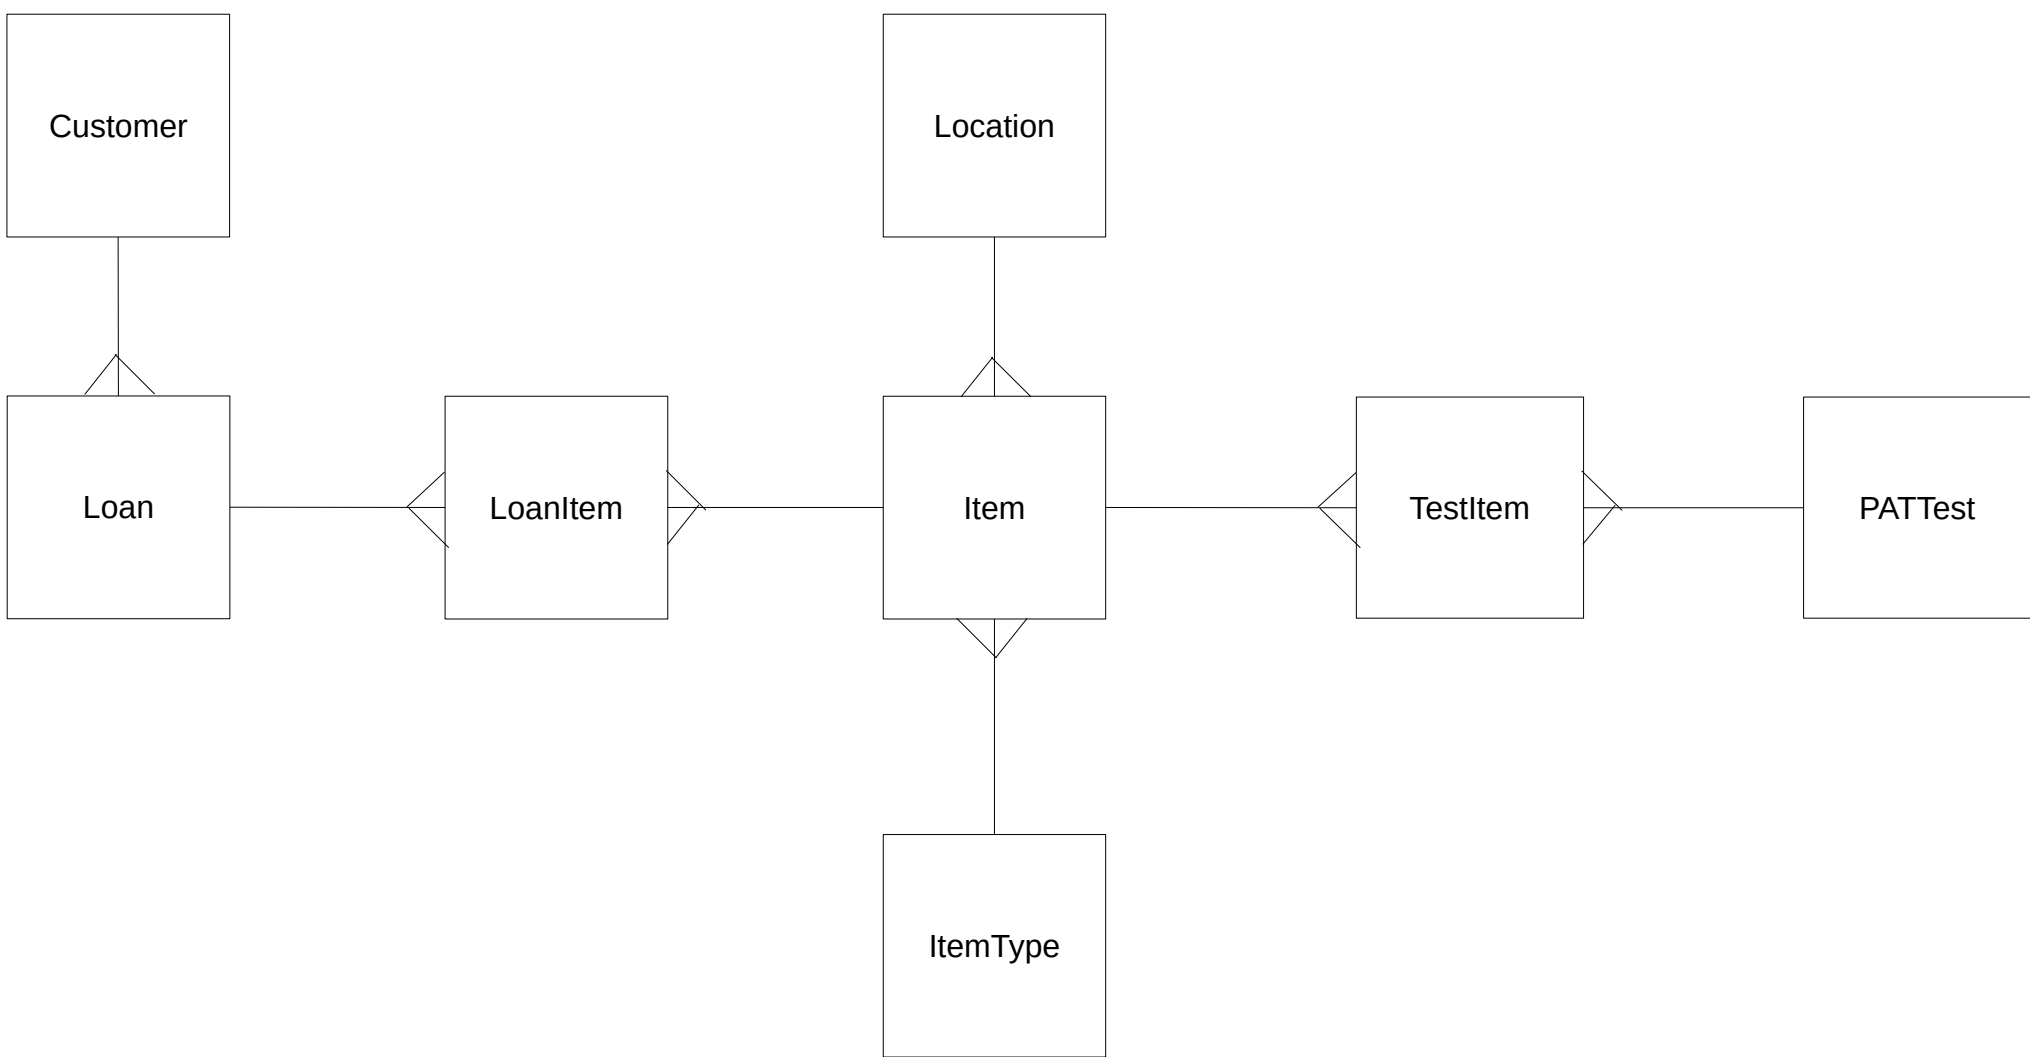 Customer
Location
Loan
LoanItem
Item
TestItem
PATTest
ItemType